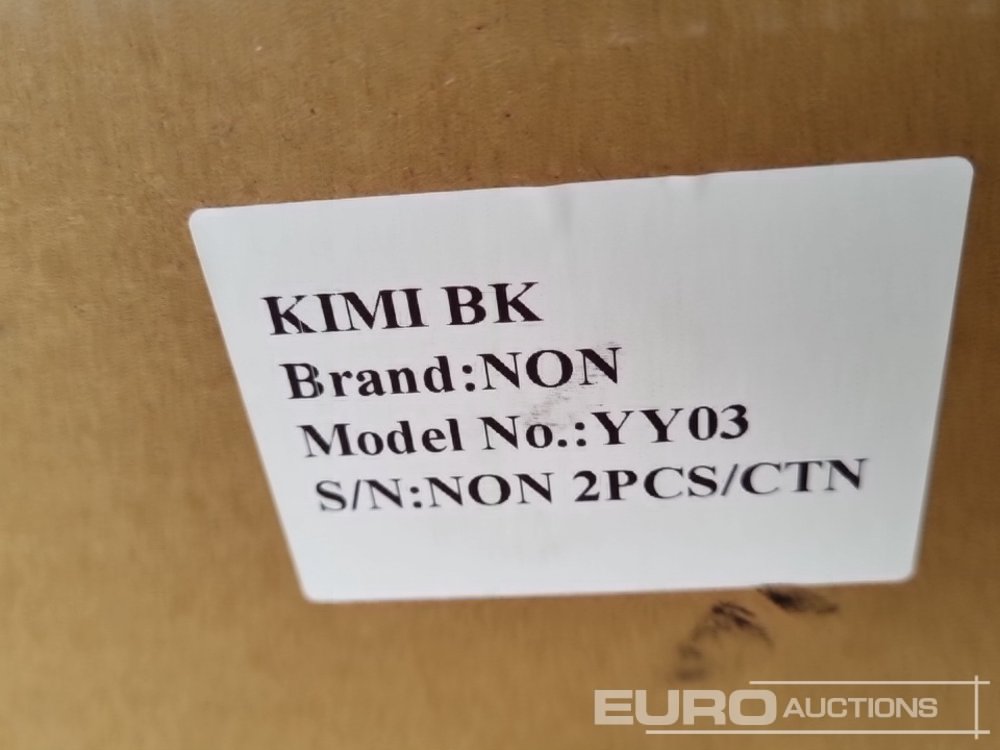 KIMI BK
Brand:NON
Model No.:YY03
S/N:NON 2PCS/CTN
EURO AUCTIONS